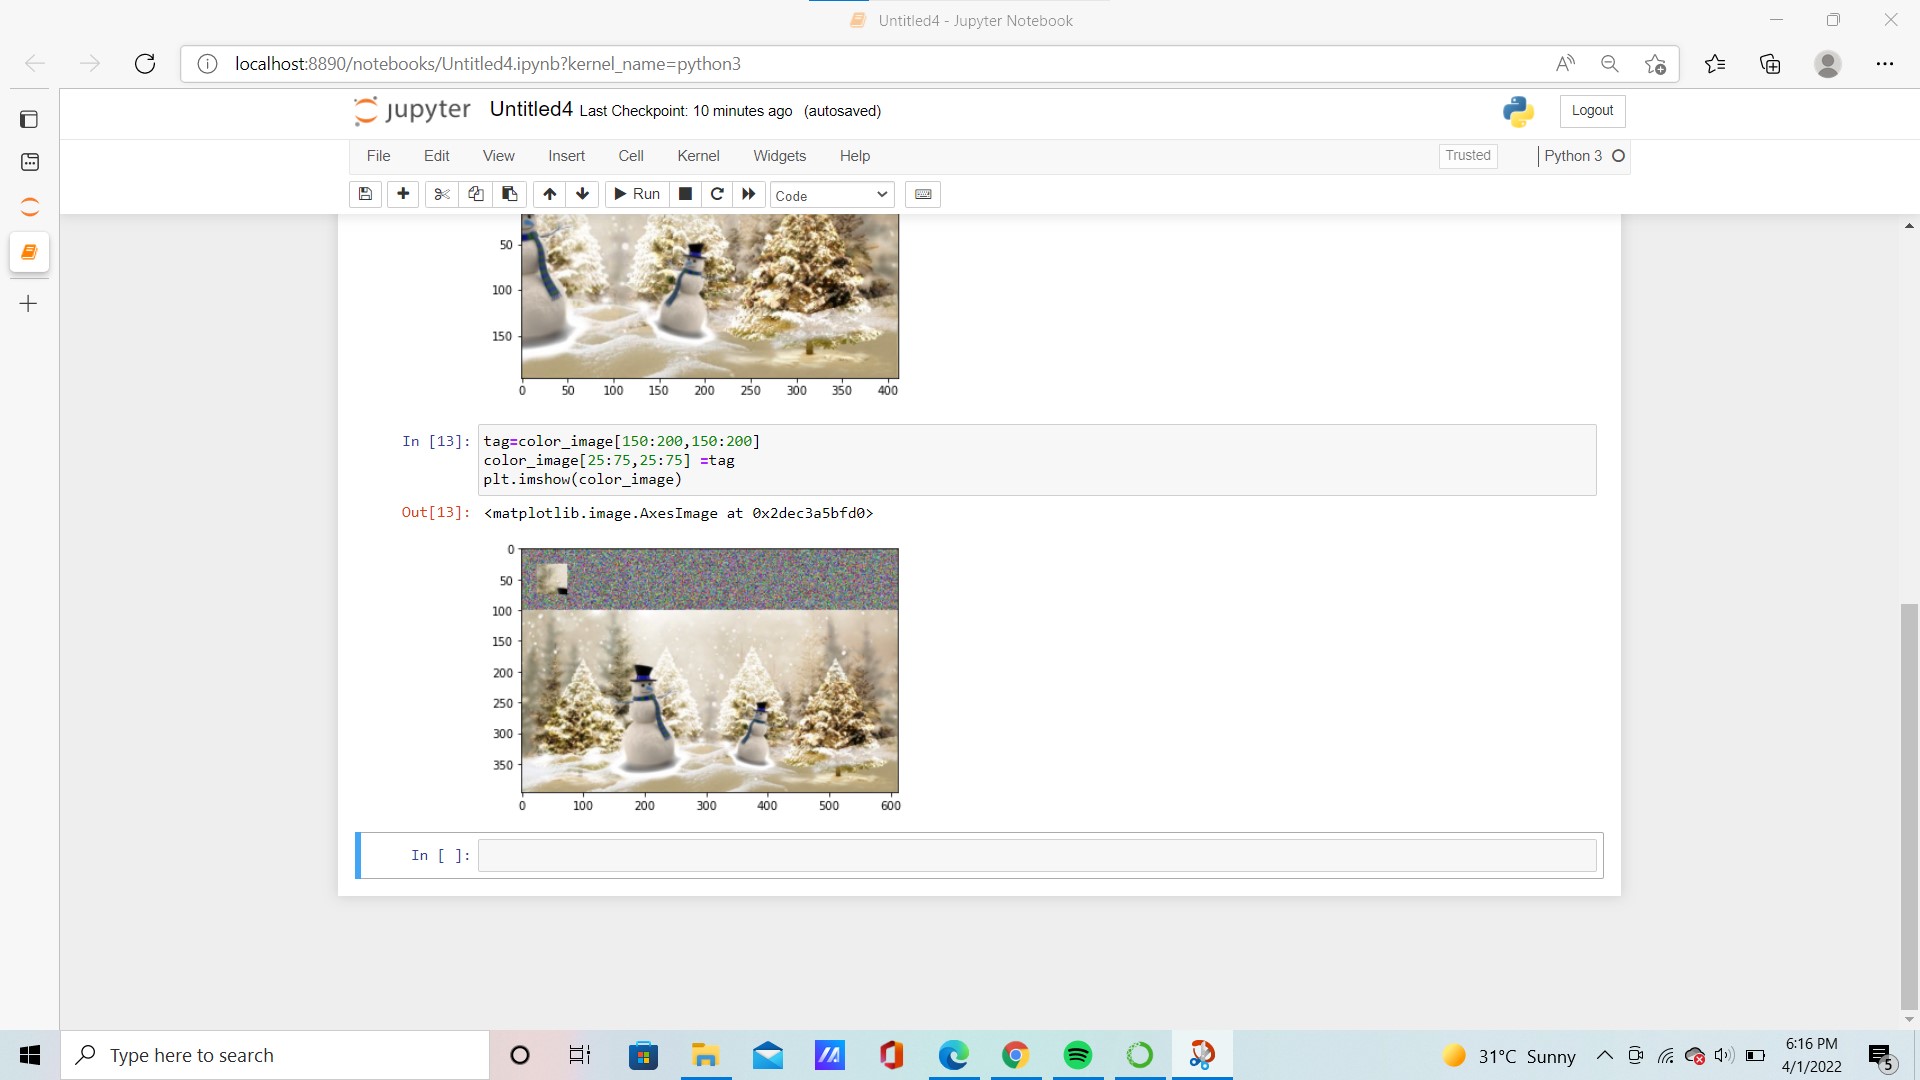 Untitled4 - Jupyter Notebook
localhost:8890/notebooks/Untitled4.ipynb?kernel_name=python3
A
jupyter Untitled4 Last Checkpoint: 10 minutes ago (autosaved)
Logout
File Edit View Insert Cell Kernel Widgets Help
Trusted
Python 3
Run
Code
50
100
150
0 50 100 150 200 250 300 350 400
In [13]:
tag=color_image[150:200,150:200]
color_image[25:75,25:75] =tag
plt.imshow(color_image)
Out[13]: <matplotlib.image.AxesImage at 0x2dec3a5bfd0>
0
50
100
150
200
250
300
350
0 100 200 300 400 500 600
In [ ]:
Type here to search
31°C Sunny
6:16 PM
4/1/2022
5